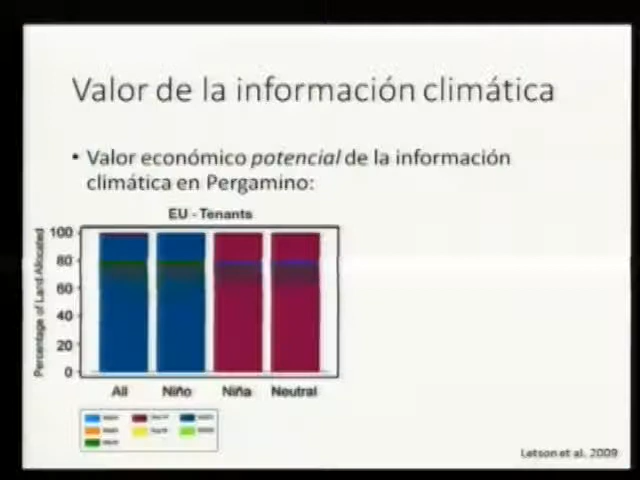 Valor de la información climática
• Valor económico potencial de la información
climática en Pergamino:
EU - Tenants
Percentage of Land Allocated
100
80
60
40
20
0
All Niño Niña Neutral
Letson et al. 2009